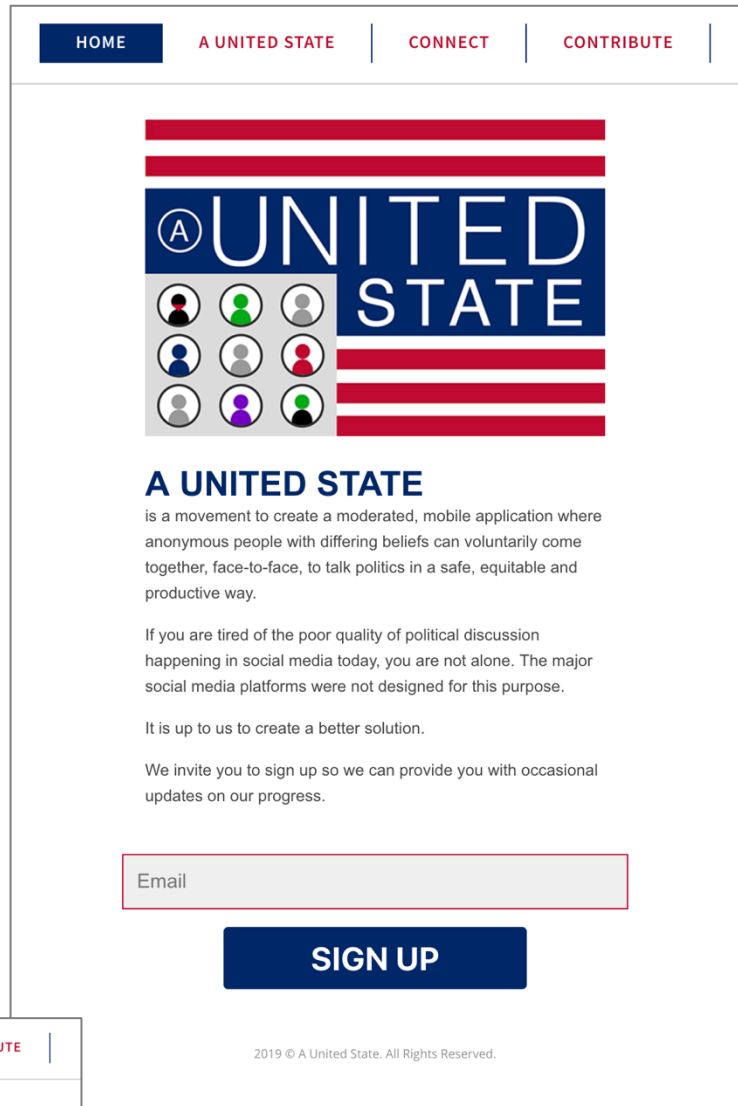 HOME A UNITED STATE CONNECT CONTRIBUTE
A UNITED
STATE
A UNITED STATE
is a movement to create a moderated, mobile application where
anonymous people with differing beliefs can voluntarily come
together, face-to-face, to talk politics in a safe, equitable and
productive way.
If you are tired of the poor quality of political discussion
happening in social media today, you are not alone. The major
social media platforms were not designed for this purpose.
It is up to us to create a better solution.
We invite you to sign up so we can provide you with occasional
updates on our progress.
Email
SIGN UP
2019 © A United State. All Rights Reserved.